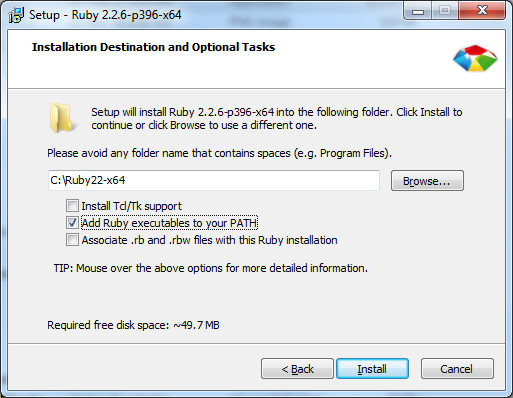 Setup - Ruby 2.2.6-p396-x64
Installation Destination and Optional Tasks
Setup will install Ruby 2.2.6-p396-x64 into the following folder. Click Install to
continue or click Browse to use a different one.
Please avoid any folder name that contains spaces (e.g. Program Files).
C:\Ruby22-x64
Browse...
Install Tcl/Tk support
Add Ruby executables to your PATH
Associate .rb and .rbw files with this Ruby installation
TIP: Mouse over the above options for more detailed information.
Required free disk space: ~49.7 MB
< Back
Install
Cancel